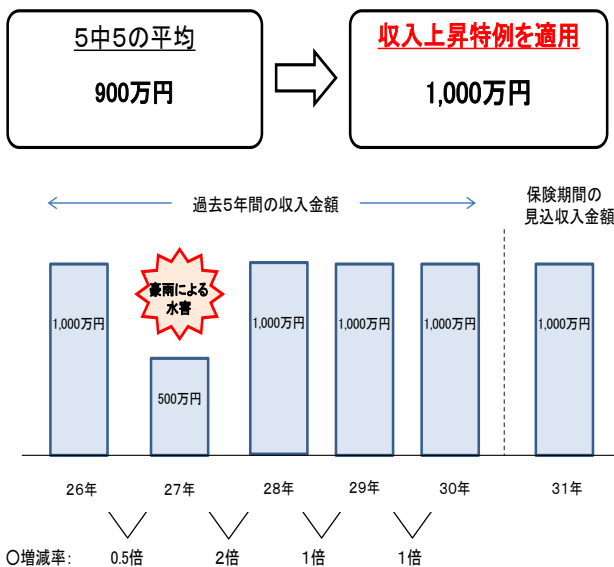 5中5の平均
900万円
収入上昇特例を適用
1,000万円
過去5年間の収入金額
保険期間の
見込収入金額
豪雨による
水害
1,000万円
500万円
1,000万円
1,000万円
1,000万円
1,000万円
26年
27年
28年
29年
30年
31年
〇増減率:
0.5倍
2倍
1倍
1倍